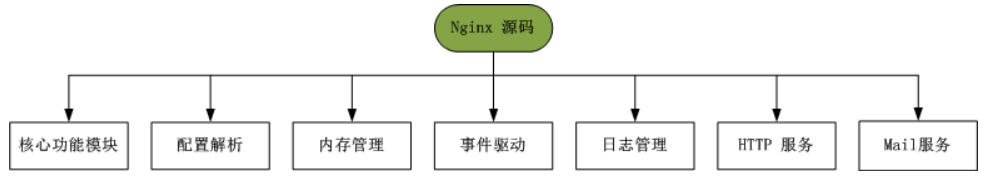 Nginx 源码
核心功能模块
配置解析
内存管理
事件驱动
日志管理
HTTP 服务
Mail服务